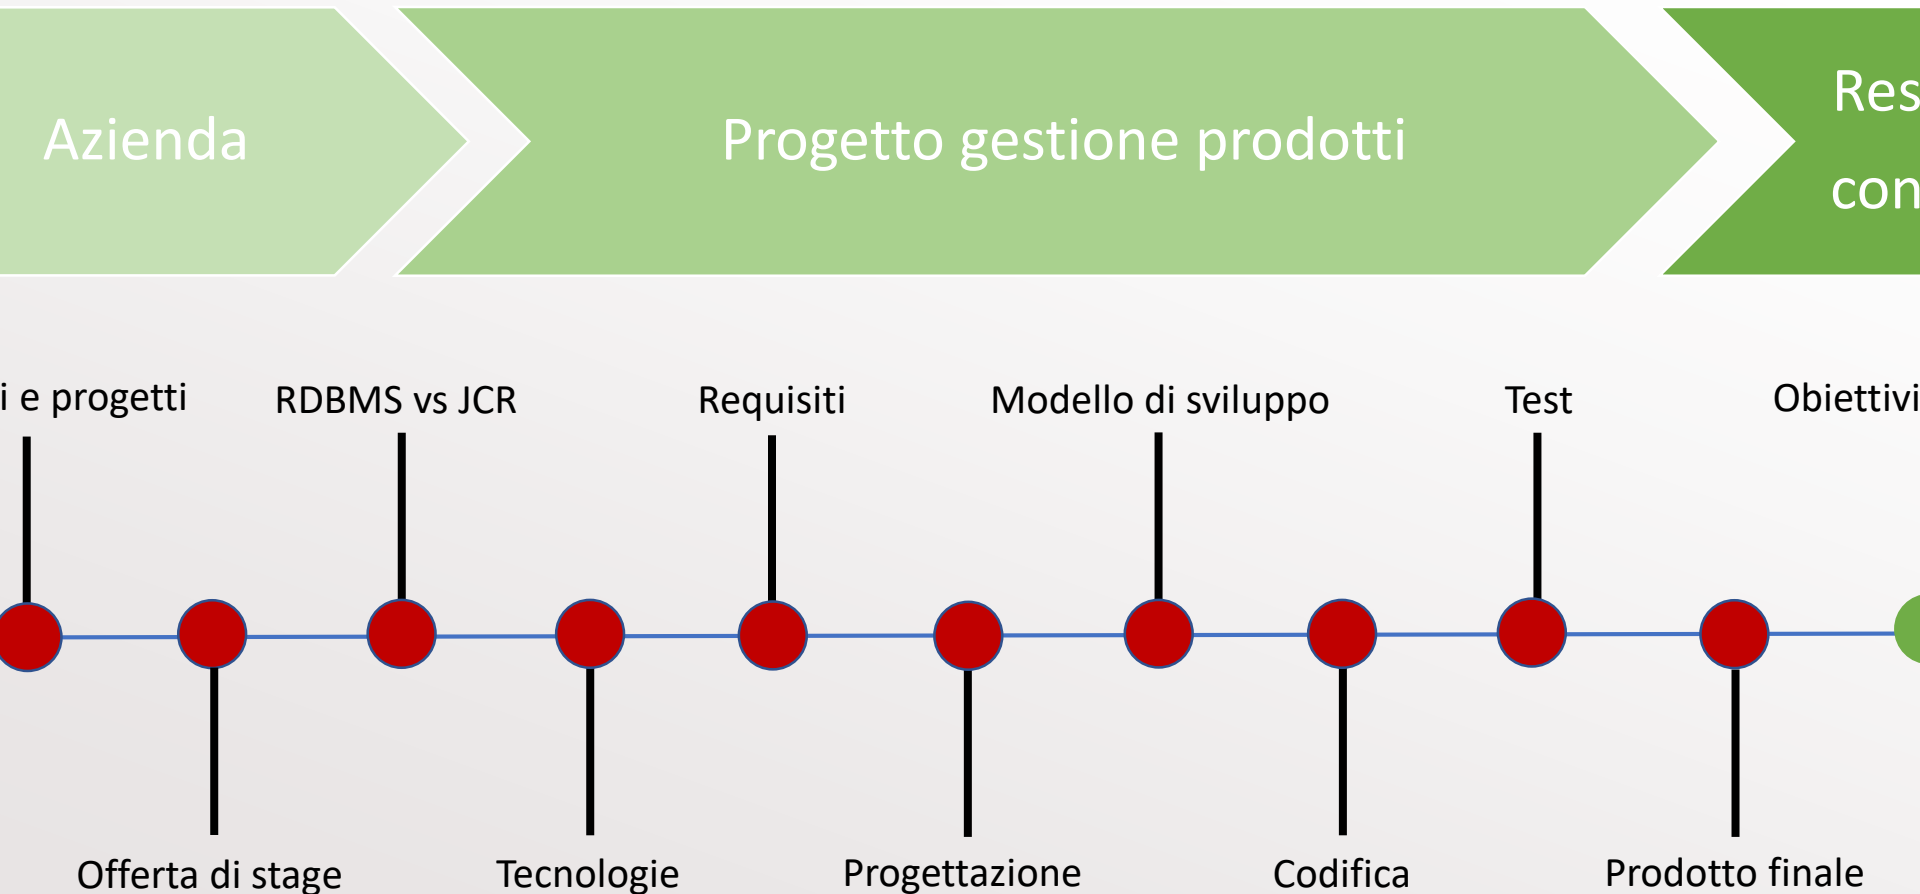 Azienda
Progetto gestione prodotti
Res
con
i e progetti
RDBMS vs JCR
Requisiti
Modello di sviluppo
Test
Obiettivi
Offerta di stage
Tecnologie
Progettazione
Codifica
Prodotto finale